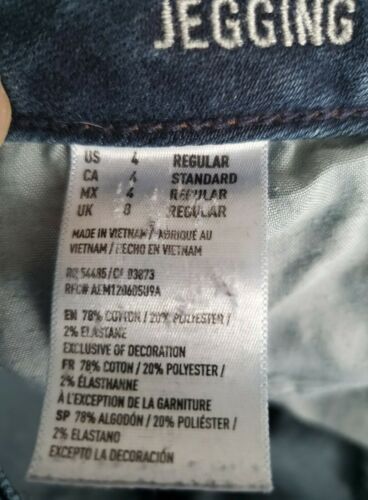 JEGGING
US 4 REGULAR
CA 4 STANDARD
MX 4 REGULAR
UK 8 REGULAR
MADE IN VIETNAM / FABRIQUÉ AU
VIETNAM / HECHO EN VIETNAM
RN 54485 / CA 03873
RFC# AEM120605U9A
EN 78% COTTON / 20% POLYESTER /
2% ELASTANE
EXCLUSIVE OF DECORATION
FR 78% COTON / 20% POLYESTER /
2% ÉLASTHANNE
À L'EXCEPTION DE LA GARNITURE
SP 78% ALGODÓN / 20% POLIÉSTER /
2% ELASTANO
EXCEPTO LA DECORACIÓN